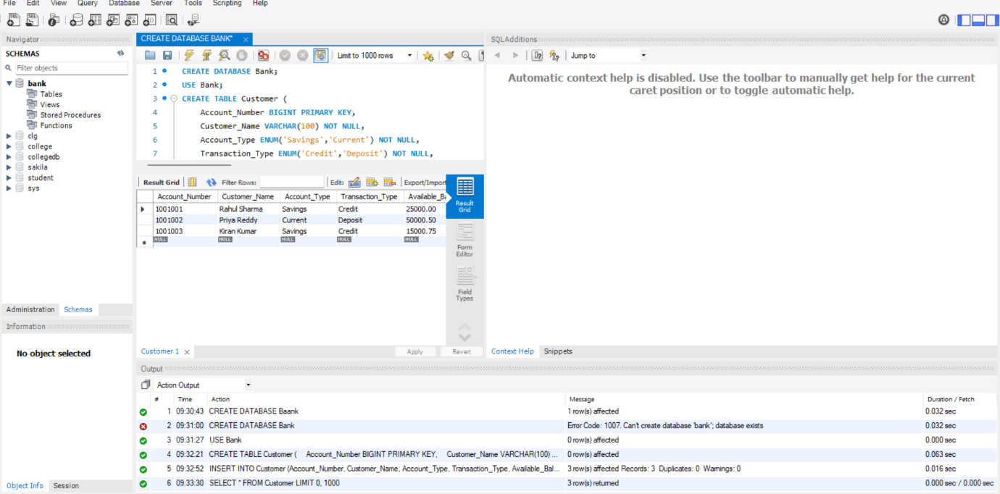 File Edit View Query Database Server Tools Scripting Help
Navigator
SCHEMAS
Filter objects
bank
Tables
Views
Stored Procedures
Functions
clg
college
collegedb
sakila
student
sys
Administration Schemas
Information
No object selected
Object Info Session
CREATE DATABASE BANK* ×
Limit to 1000 rows
1 CREATE DATABASE Bank;
2 USE Bank;
3 CREATE TABLE Customer (
4 Account_Number BIGINT PRIMARY KEY,
5 Customer_Name VARCHAR(100) NOT NULL,
6 Account_Type ENUM('Savings','Current') NOT NULL,
7 Transaction_Type ENUM('Credit','Deposit') NOT NULL,
Result Grid Filter Rows: Edit: Export/Import
Account_Number Customer_Name Account_Type Transaction_Type Available_Ba
1001001 Rahul Sharma Savings Credit 25000.00
1001002 Priya Reddy Current Deposit 50000.50
1001003 Kiran Kumar Savings Credit 15000.75
NULL NULL NULL NULL NULL
Result
Grid
Form
Editor
Field
Types
Customer 1 × Apply Revert
SQLAdditions
Jump to
Automatic context help is disabled. Use the toolbar to manually get help for the current
caret position or to toggle automatic help.
Context Help Snippets
Output
Action Output
# Time Action Message Duration / Fetch
1 09:30:43 CREATE DATABASE Baank 1 row(s) affected 0.032 sec
2 09:31:00 CREATE DATABASE Bank Error Code: 1007. Can't create database 'bank'; database exists 0.032 sec
3 09:31:27 USE Bank 0 row(s) affected 0.000 sec
4 09:32:21 CREATE TABLE Customer ( Account_Number BIGINT PRIMARY KEY, Customer_Name VARCHAR(100) ... 0 row(s) affected 0.063 sec
5 09:32:52 INSERT INTO Customer (Account_Number, Customer_Name, Account_Type, Transaction_Type, Available_Bal... 3 row(s) affected Records: 3 Duplicates: 0 Warnings: 0 0.016 sec
6 09:33:30 SELECT * FROM Customer LIMIT 0, 1000 3 row(s) returned 0.000 sec / 0.000 sec